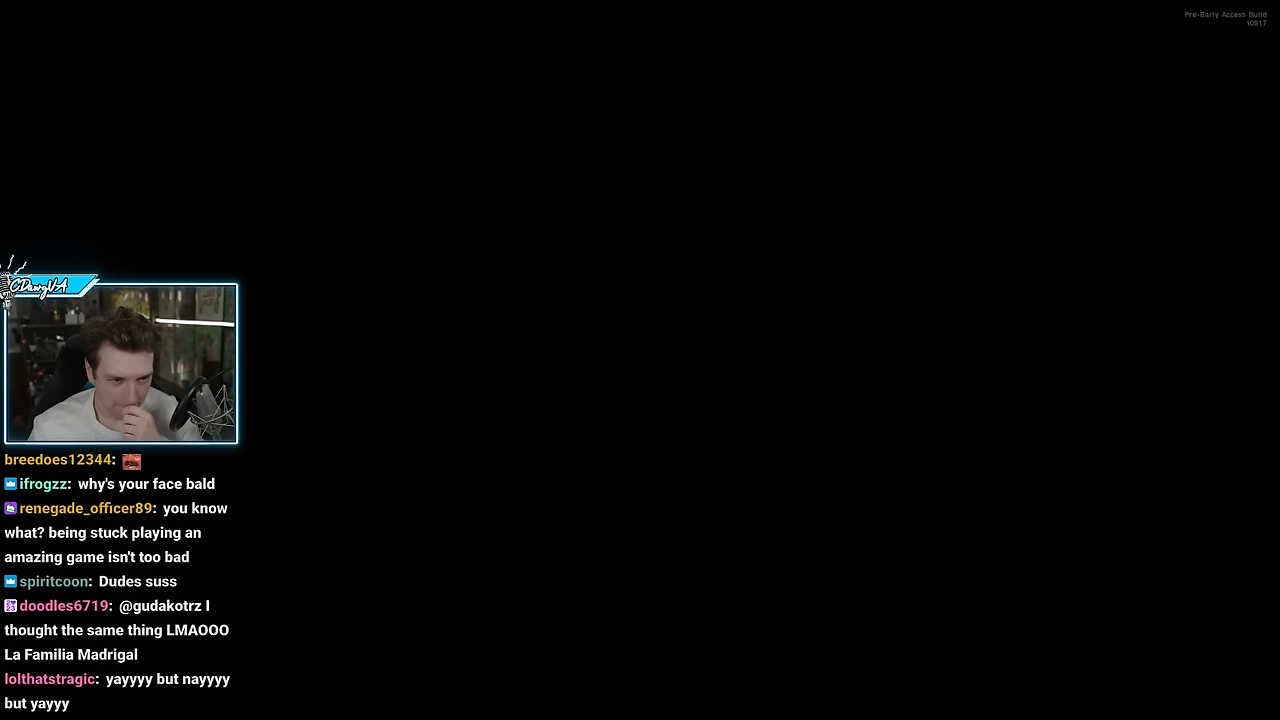 Pre-Early Access Build
10917
CDawgVA
breedoes12344:
ifrogzz: why's your face bald
renegade_officer89: you know
what? being stuck playing an
amazing game isn't too bad
spiritcoon: Dudes suss
doodles6719: @gudakotrz I
thought the same thing LMAOOO
La Familia Madrigal
lolthatstragic: yayyyy but nayyyy
but yayyy